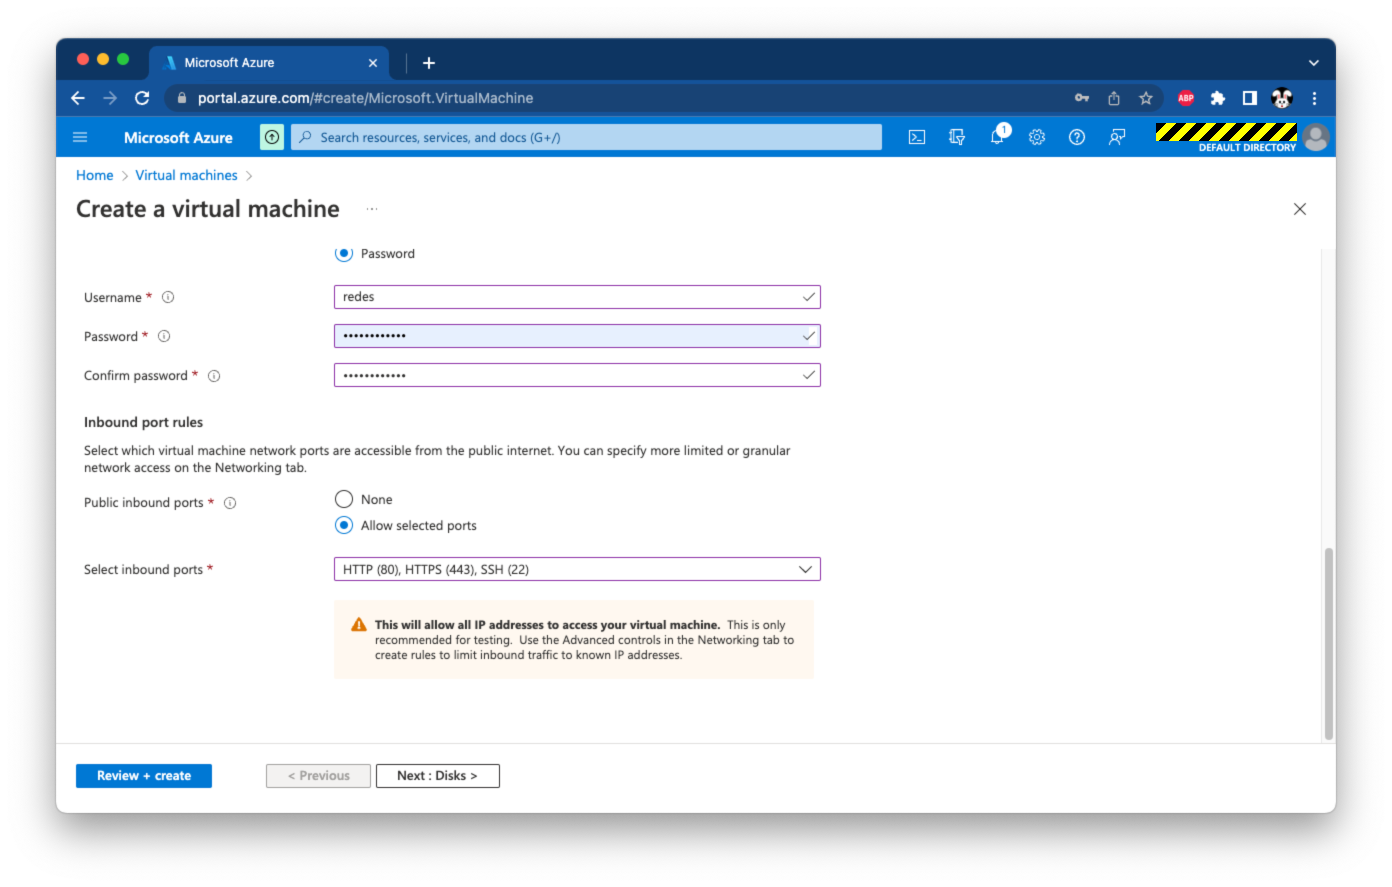 Microsoft Azure
portal.azure.com/#create/Microsoft.VirtualMachine
ABP
Microsoft Azure
Search resources, services, and docs (G+/)
1
DEFAULT DIRECTORY
Home > Virtual machines >
Create a virtual machine ...
Password
Username *
redes
Password *
••••••••••••
Confirm password *
••••••••••••
Inbound port rules
Select which virtual machine network ports are accessible from the public internet. You can specify more limited or granular
network access on the Networking tab.
Public inbound ports *
None
Allow selected ports
Select inbound ports *
HTTP (80), HTTPS (443), SSH (22)
This will allow all IP addresses to access your virtual machine. This is only
recommended for testing. Use the Advanced controls in the Networking tab to
create rules to limit inbound traffic to known IP addresses.
Review + create
< Previous
Next : Disks >